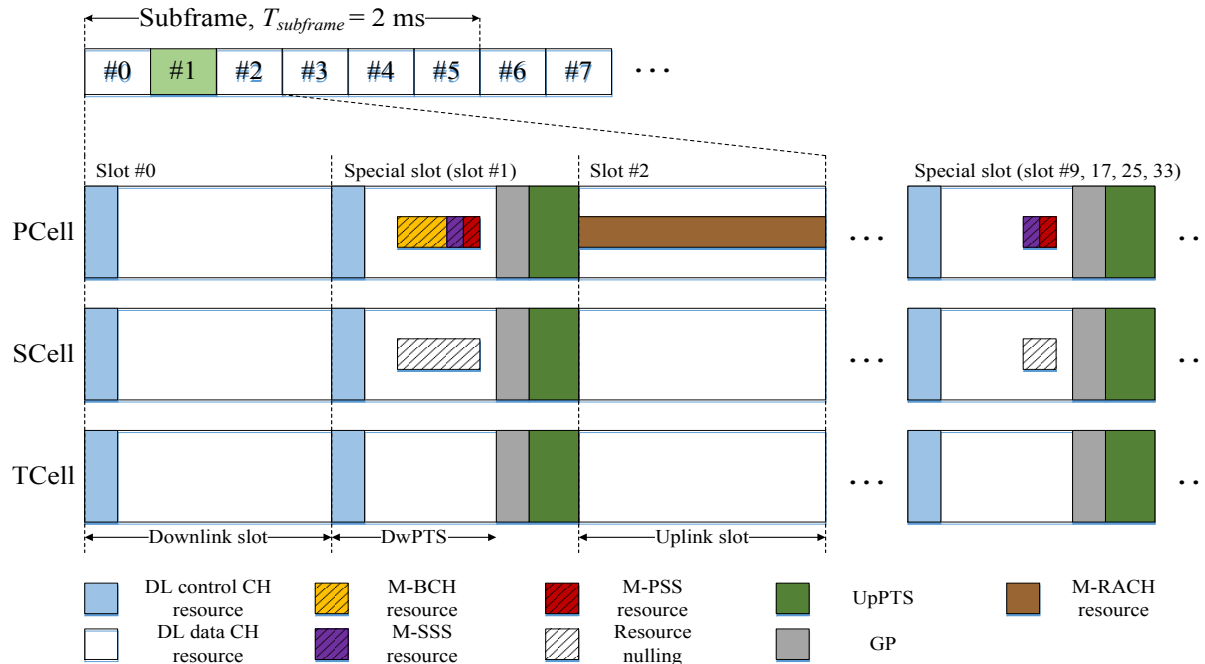 Subframe, Tsubframe = 2 ms
#0 #1 #2 #3 #4 #5 #6 #7 ...
Slot #0 Special slot (slot #1) Slot #2 Special slot (slot #9, 17, 25, 33)
PCell ... ..
SCell ... ..
TCell ... ..
Downlink slot DwPTS Uplink slot
DL control CH resource
M-BCH resource
M-PSS resource
UpPTS
M-RACH resource
DL data CH resource
M-SSS resource
Resource nulling
GP